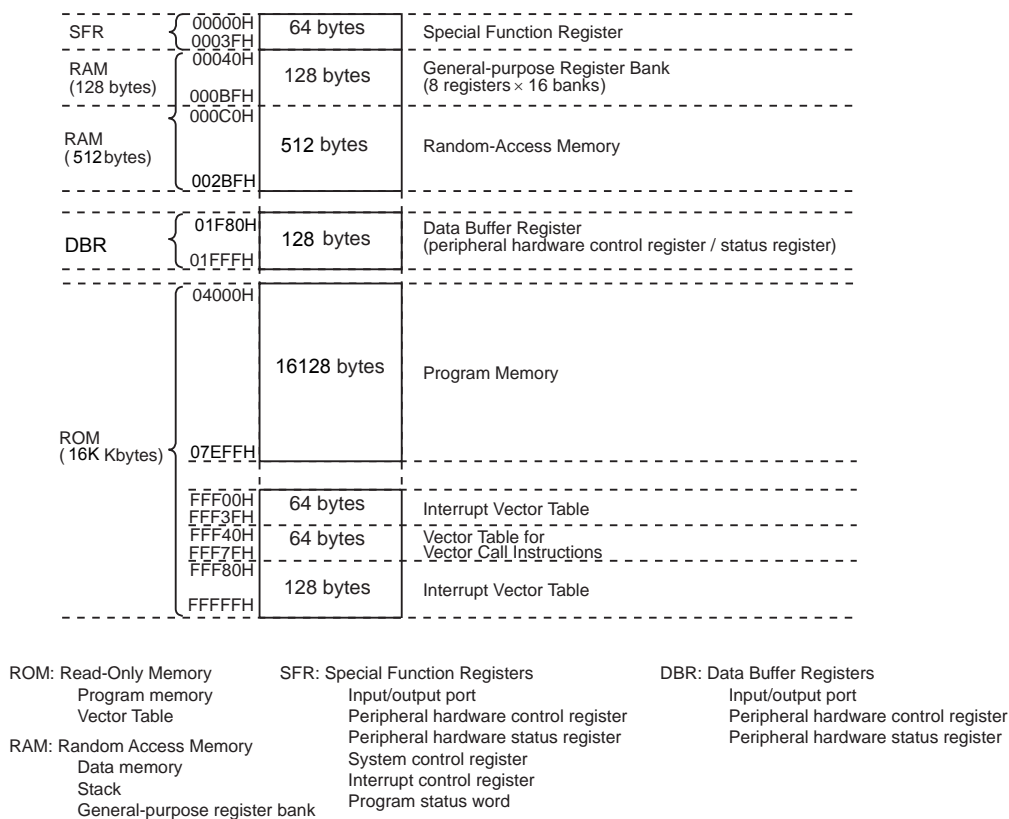 SFR
00000H
0003FH
64 bytes
Special Function Register
RAM
(128 bytes)
00040H
000BFH
128 bytes
General-purpose Register Bank
(8 registers × 16 banks)
RAM
( 512 bytes)
000C0H
002BFH
512 bytes
Random-Access Memory
DBR
01F80H
01FFFH
128 bytes
Data Buffer Register
(peripheral hardware control register / status register)
ROM
( 16K Kbytes)
04000H
07EFFH
16128 bytes
Program Memory
FFF00H
FFF3FH
64 bytes
Interrupt Vector Table
FFF40H
FFF7FH
64 bytes
Vector Table for
Vector Call Instructions
FFF80H
FFFFFH
128 bytes
Interrupt Vector Table
ROM: Read-Only Memory
Program memory
Vector Table
RAM: Random Access Memory
Data memory
Stack
General-purpose register bank
SFR: Special Function Registers
Input/output port
Peripheral hardware control register
Peripheral hardware status register
System control register
Interrupt control register
Program status word
DBR: Data Buffer Registers
Input/output port
Peripheral hardware control register
Peripheral hardware status register